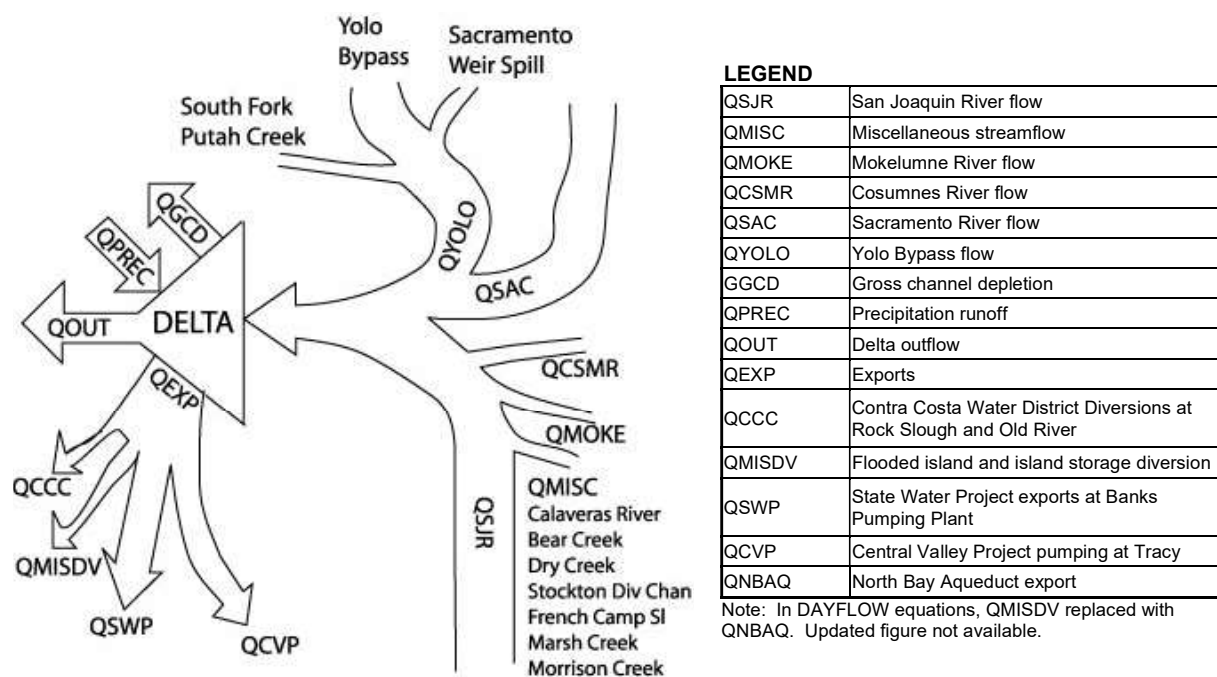 Yolo
Bypass
Sacramento
Weir Spill
South Fork
Putah Creek
QGCD
QPREC
QYOLO
QSAC
QOUT
DELTA
QEXP
QCSMR
QMOKE
QCCC
QMISDV
QSWP
QCVP
QSJR
QMISC
Calaveras River
Bear Creek
Dry Creek
Stockton Div Chan
French Camp Sl
Marsh Creek
Morrison Creek
LEGEND
QSJR San Joaquin River flow
QMISC Miscellaneous streamflow
QMOKE Mokelumne River flow
QCSMR Cosumnes River flow
QSAC Sacramento River flow
QYOLO Yolo Bypass flow
GGCD Gross channel depletion
QPREC Precipitation runoff
QOUT Delta outflow
QEXP Exports
QCCC Contra Costa Water District Diversions at
Rock Slough and Old River
QMISDV Flooded island and island storage diversion
QSWP State Water Project exports at Banks
Pumping Plant
QCVP Central Valley Project pumping at Tracy
QNBAQ North Bay Aqueduct export
Note: In DAYFLOW equations, QMISDV replaced with
QNBAQ. Updated figure not available.